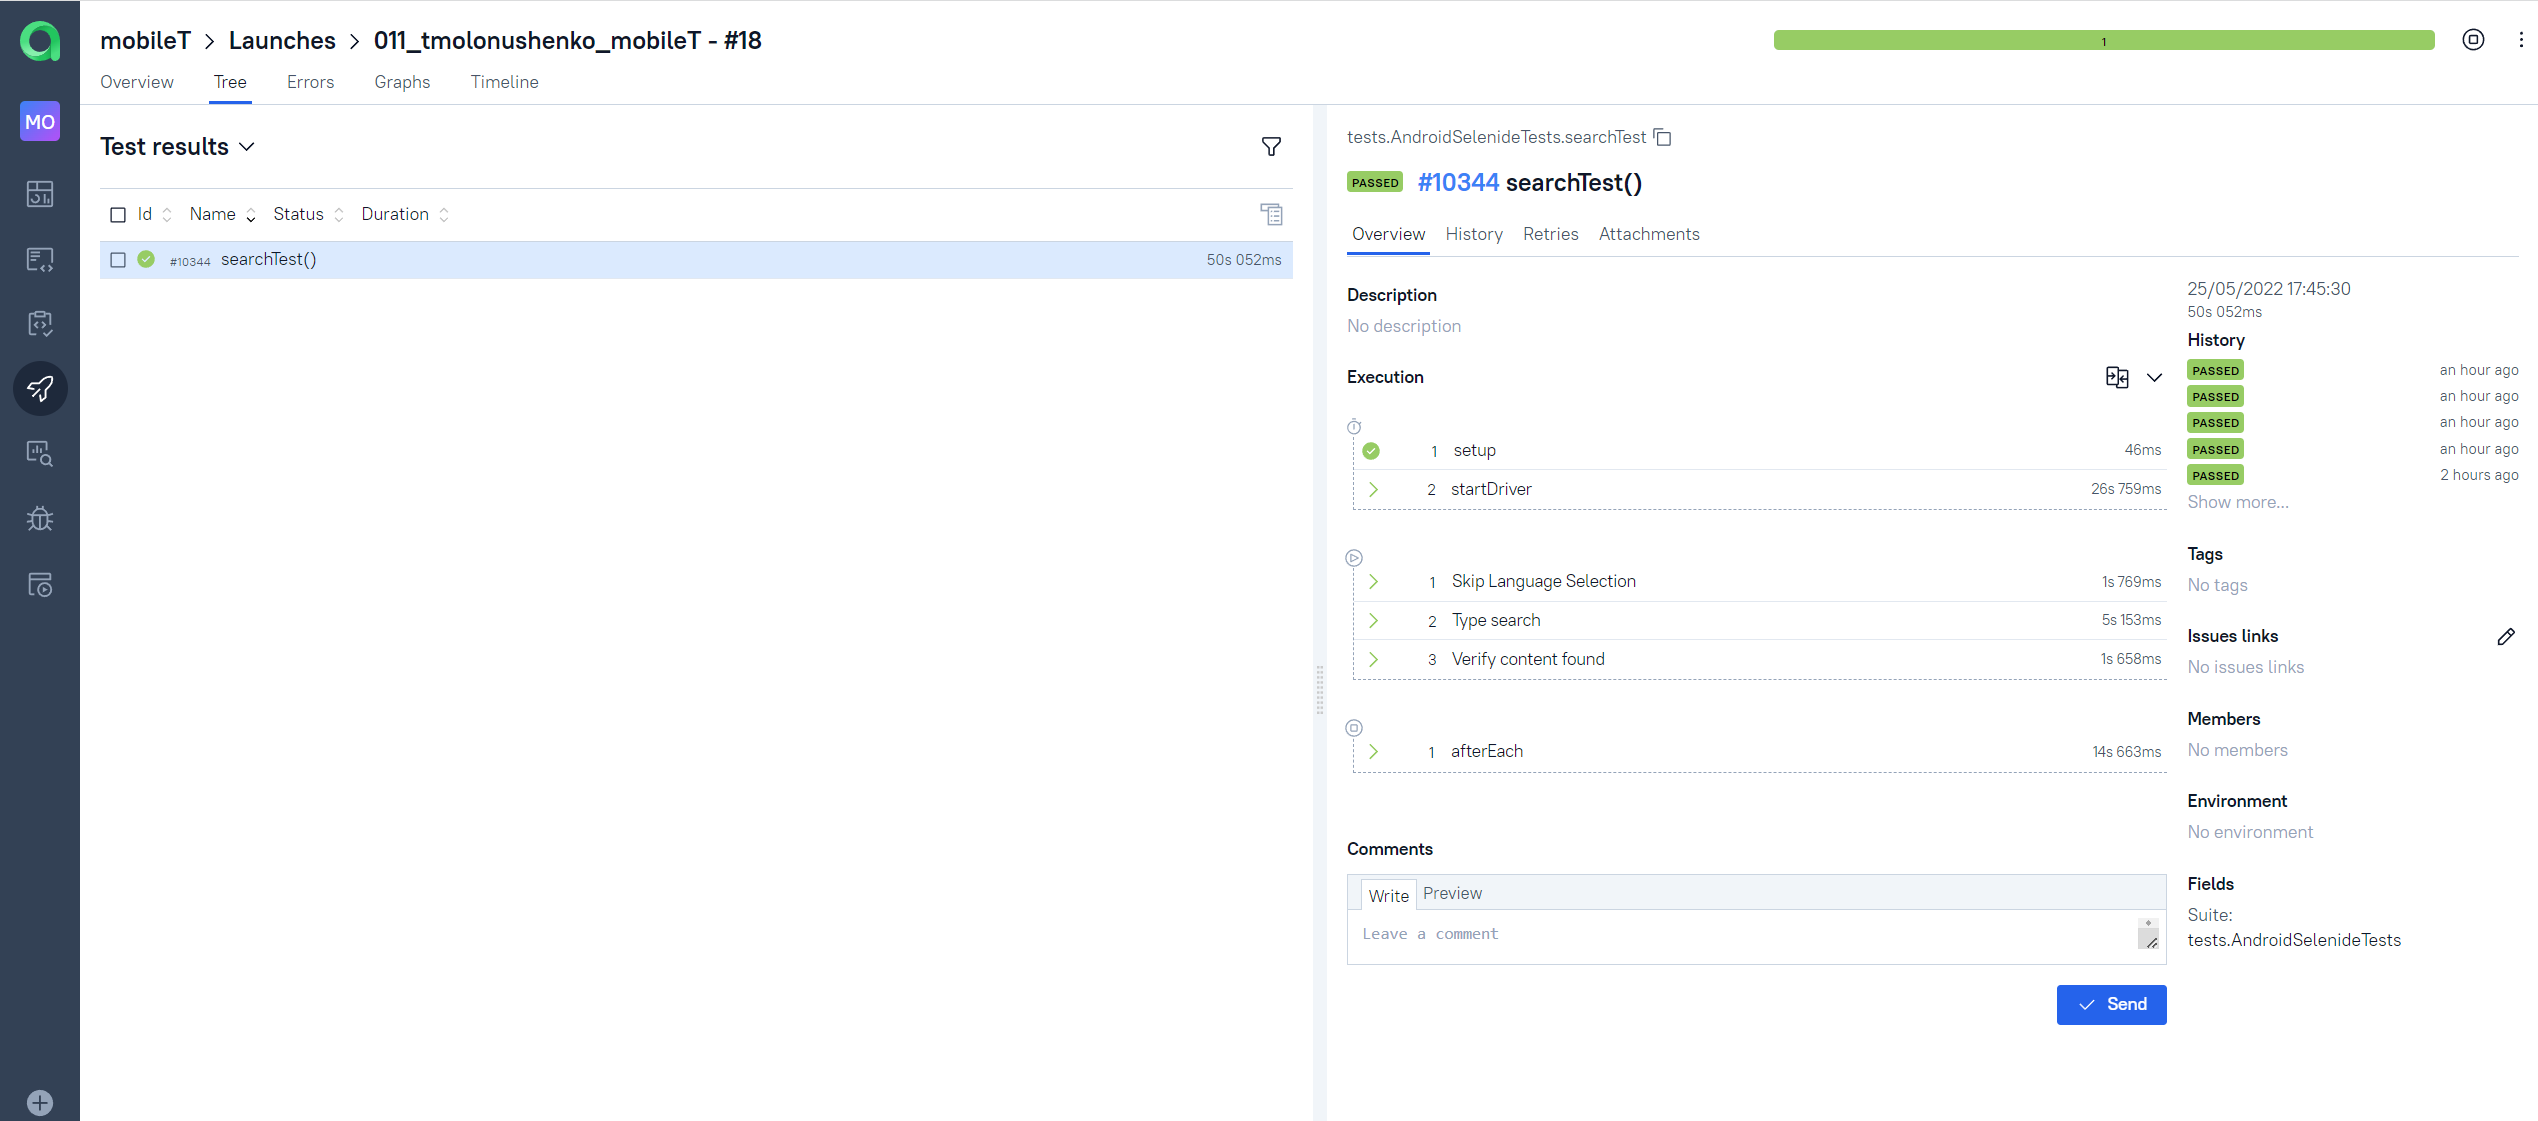 mobileT > Launches > 011_tmolonushenko_mobileT - #18
1
Overview Tree Errors Graphs Timeline
MO
Test results
Id Name Status Duration
#10344 searchTest() 50s 052ms
tests.AndroidSelenideTests.searchTest
PASSED #10344 searchTest()
Overview History Retries Attachments
Description
No description
Execution
1 setup 46ms
2 startDriver 26s 759ms
1 Skip Language Selection 1s 769ms
2 Type search 5s 153ms
3 Verify content found 1s 658ms
1 afterEach 14s 663ms
Comments
Write Preview
Leave a comment
Send
25/05/2022 17:45:30
50s 052ms
History
PASSED an hour ago
PASSED an hour ago
PASSED an hour ago
PASSED an hour ago
PASSED 2 hours ago
Show more...
Tags
No tags
Issues links
No issues links
Members
No members
Environment
No environment
Fields
Suite:
tests.AndroidSelenideTests